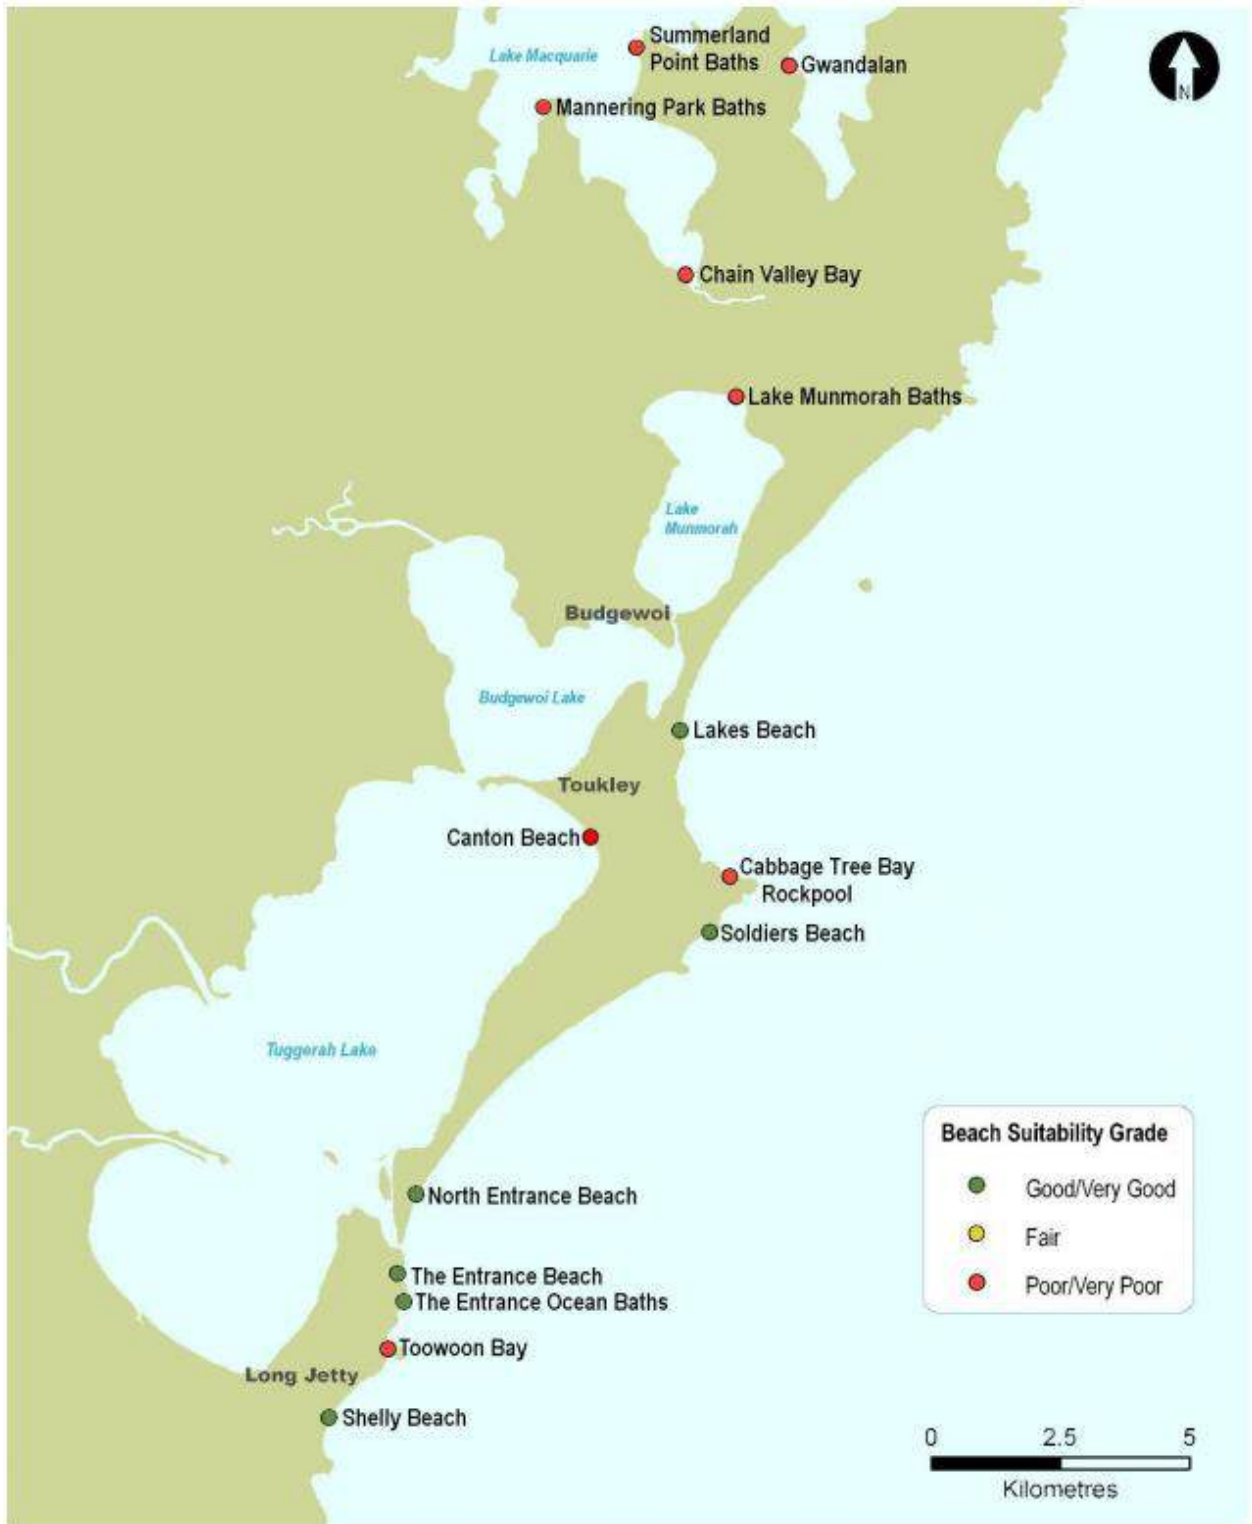 Summerland
Point Baths
Lake Macquarie
Gwandalan
N
Mannering Park Baths
Chain Valley Bay
Lake Munmorah Baths
Lake
Munmorah
Budgewoi
Budgewoi Lake
Lakes Beach
Toukley
Canton Beach
Cabbage Tree Bay
Rockpool
Soldiers Beach
Tuggerah Lake
Beach Suitability Grade
Good/Very Good
Fair
Poor/Very Poor
North Entrance Beach
The Entrance Beach
The Entrance Ocean Baths
Toowoon Bay
Long Jetty
Shelly Beach
0 2.5 5
Kilometres